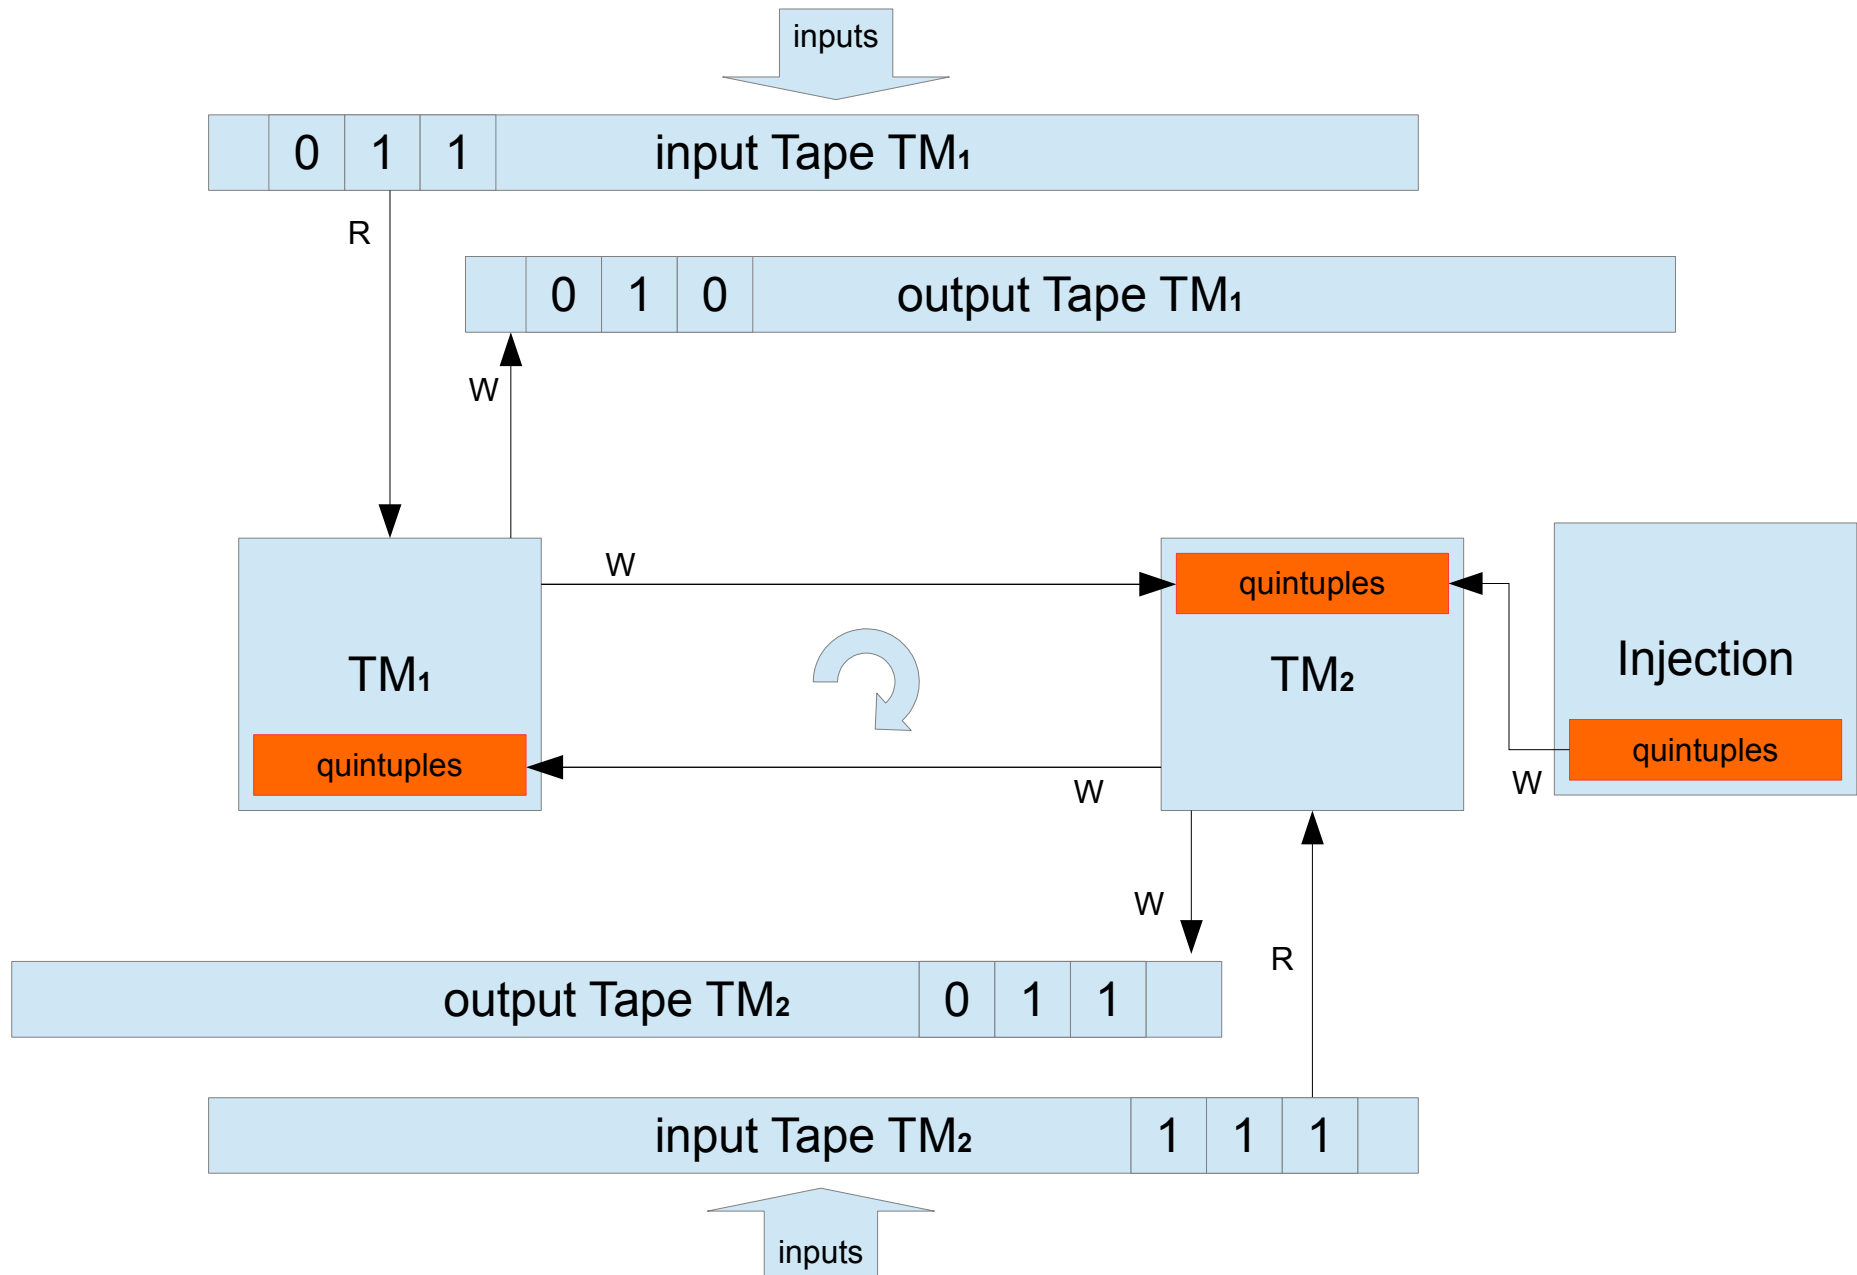 inputs
0 1 1 input Tape TM₁
R
0 1 0 output Tape TM₁
W
W
quintuples
TM₁
TM₂
Injection
quintuples
quintuples
W
W
W
R
output Tape TM₂ 0 1 1
input Tape TM₂ 1 1 1
inputs